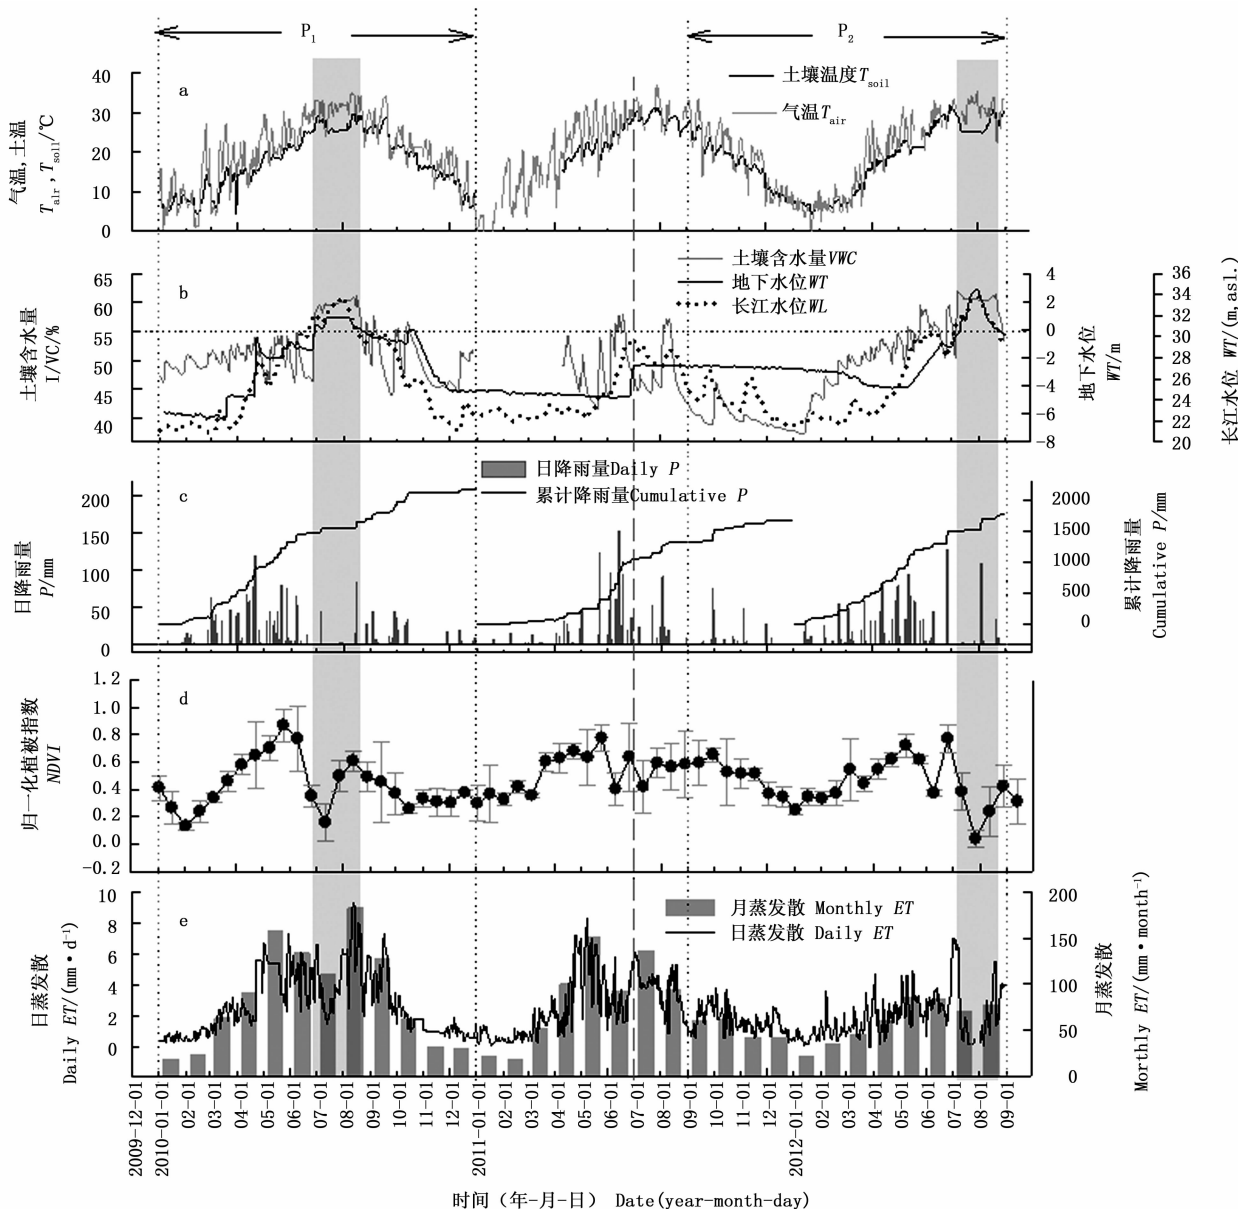 P1
P2
a
土壤温度Tsoil
气温Tair
气温,土温
Tair,Tsoil/℃
40
30
20
10
0
b
土壤含水量VWC
地下水位WT
长江水位WL
土壤含水量
I/VC/%
65
60
55
50
45
40
4
2
0
-2
-4
-6
-8
地下水位
WT/m
36
34
32
30
28
26
24
22
20
长江水位 WT/(m,asl.)
c
日降雨量Daily P
累计降雨量Cumulative P
日降雨量
P/mm
200
150
100
50
0
2000
1500
1000
500
0
累计降雨量
Cumulative P/mm
d
归一化植被指数
NDVI
1.2
1.0
0.8
0.6
0.4
0.2
0.0
-0.2
e
月蒸发散 Monthly ET
日蒸发散 Daily ET
日蒸发散
Daily ET/(mm·d-1)
10
8
6
4
2
0
200
150
100
50
0
月蒸发散
Morthly ET/(mm·month-1)
2009-12-01
2010-01-01
02-01
03-01
04-01
05-01
06-01
07-01
08-01
09-01
10-01
11-01
12-01
2011-01-01
02-01
03-01
04-01
05-01
06-01
07-01
08-01
09-01
10-01
11-01
12-01
2012-01-01
02-01
03-01
04-01
05-01
06-01
07-01
08-01
09-01
时间（年-月-日） Date(year-month-day)